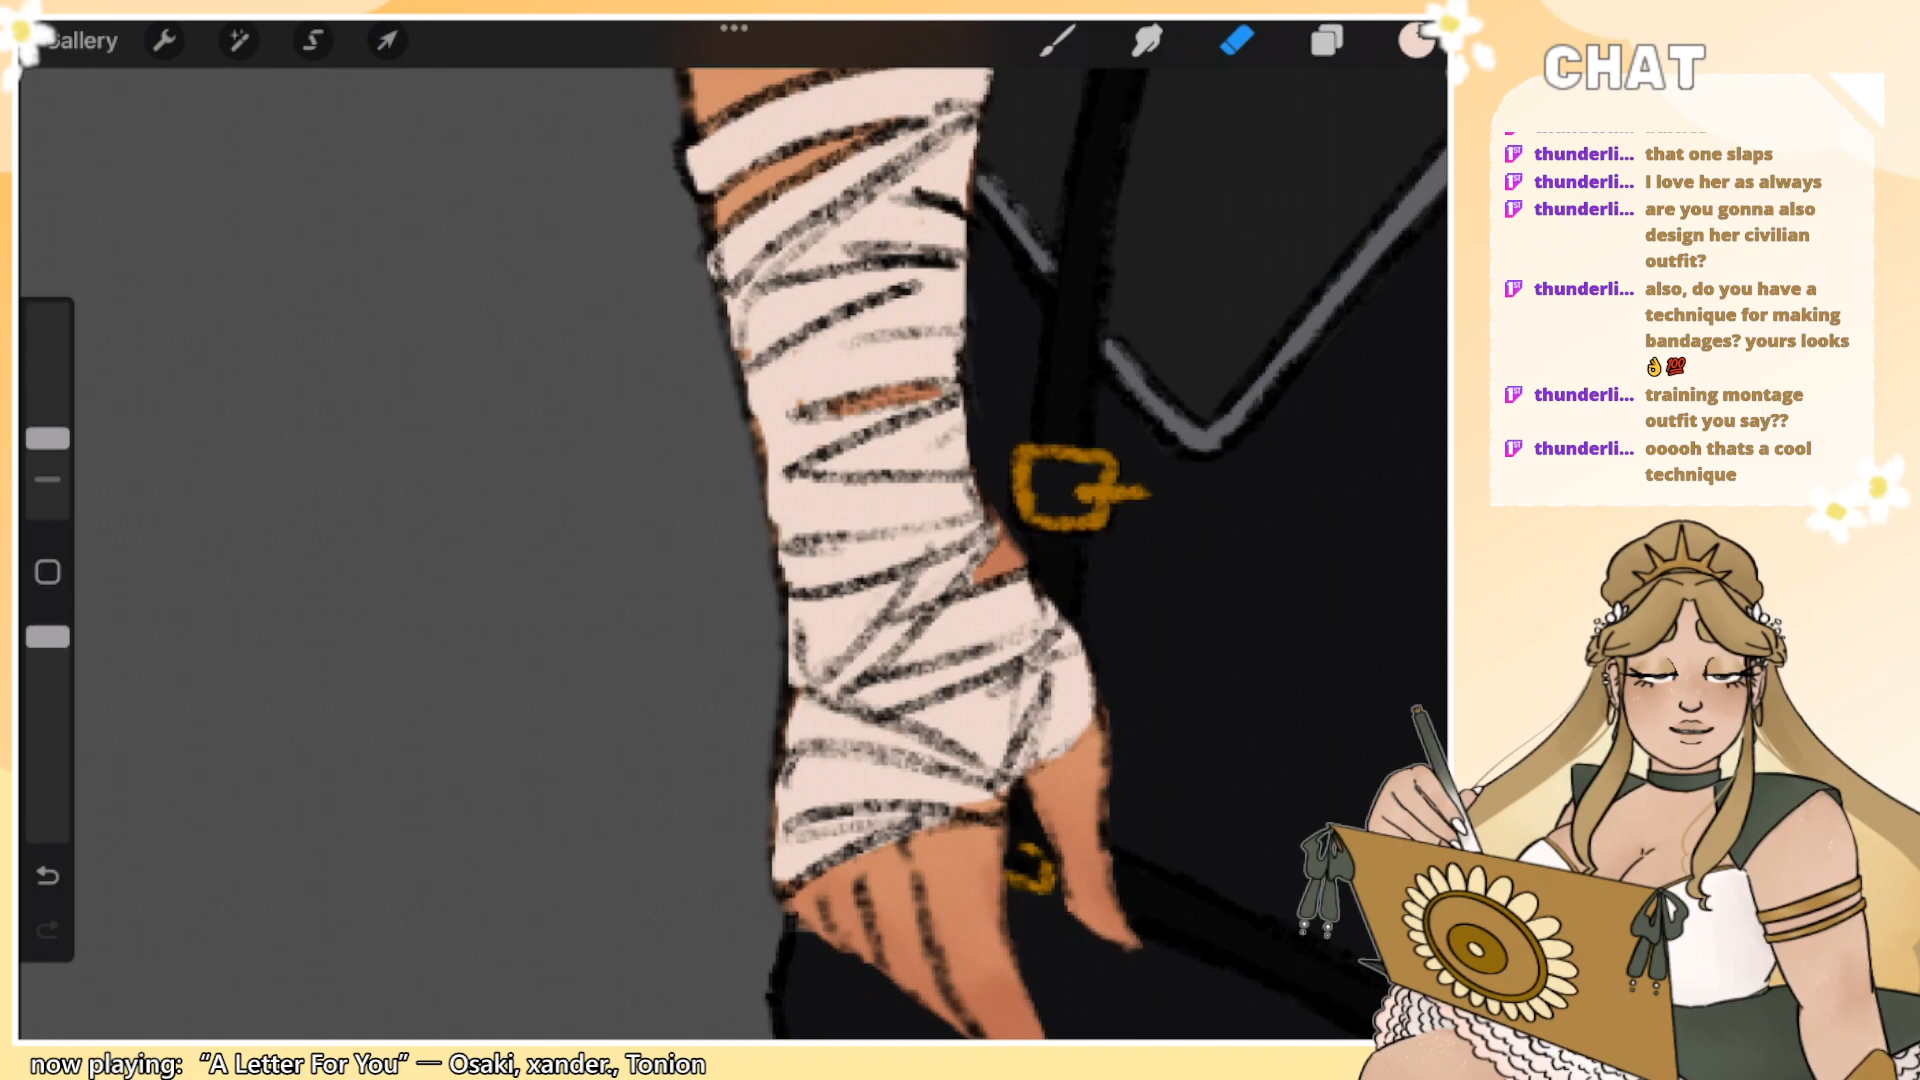 Gallery
CHAT
thunderli... that one slaps
thunderli... I love her as always
thunderli... are you gonna also
design her civilian
outfit?
thunderli... also, do you have a
technique for making
bandages? yours looks
👌💯
thunderli... training montage
outfit you say??
thunderli... ooooh thats a cool
technique
now playing: “A Letter For You” — Osaki, xander., Tonion